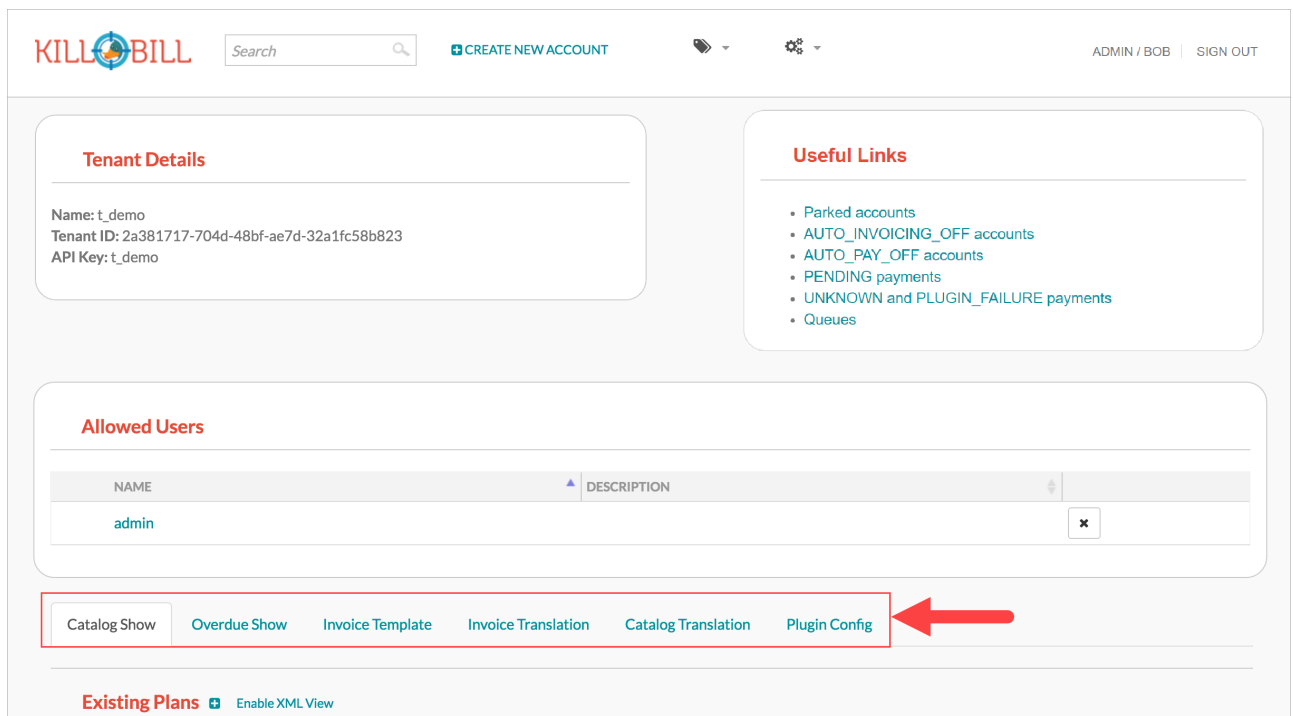 KILL BILL
Search
CREATE NEW ACCOUNT
ADMIN / BOB
SIGN OUT
Tenant Details
Name: t_demo
Tenant ID: 2a381717-704d-48bf-ae7d-32a1fc58b823
API Key: t_demo
Useful Links
Parked accounts
AUTO_INVOICING_OFF accounts
AUTO_PAY_OFF accounts
PENDING payments
UNKNOWN and PLUGIN_FAILURE payments
Queues
Allowed Users
NAME DESCRIPTION
admin
Catalog Show Overdue Show Invoice Template Invoice Translation Catalog Translation Plugin Config
Existing Plans Enable XML View